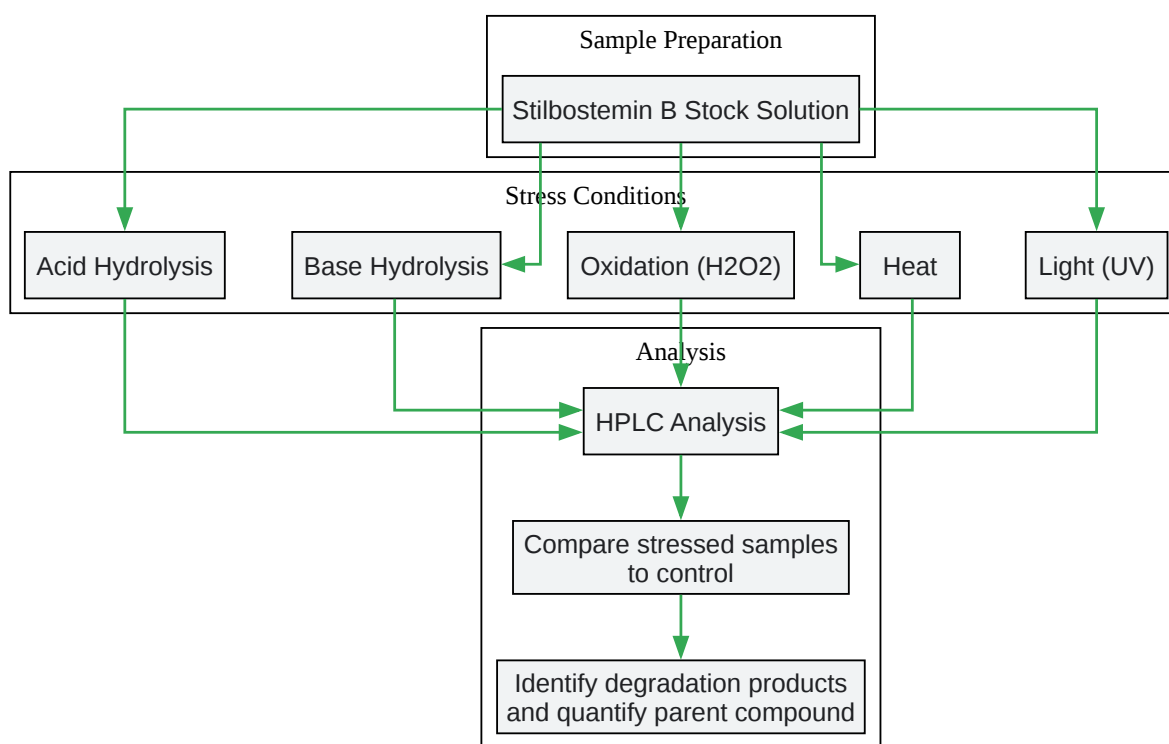 Sample Preparation
Stilbostemin B Stock Solution
Stress Conditions
Acid Hydrolysis
Base Hydrolysis
Oxidation (H2O2)
Heat
Light (UV)
Analysis
HPLC Analysis
Compare stressed samples
to control
Identify degradation products
and quantify parent compound